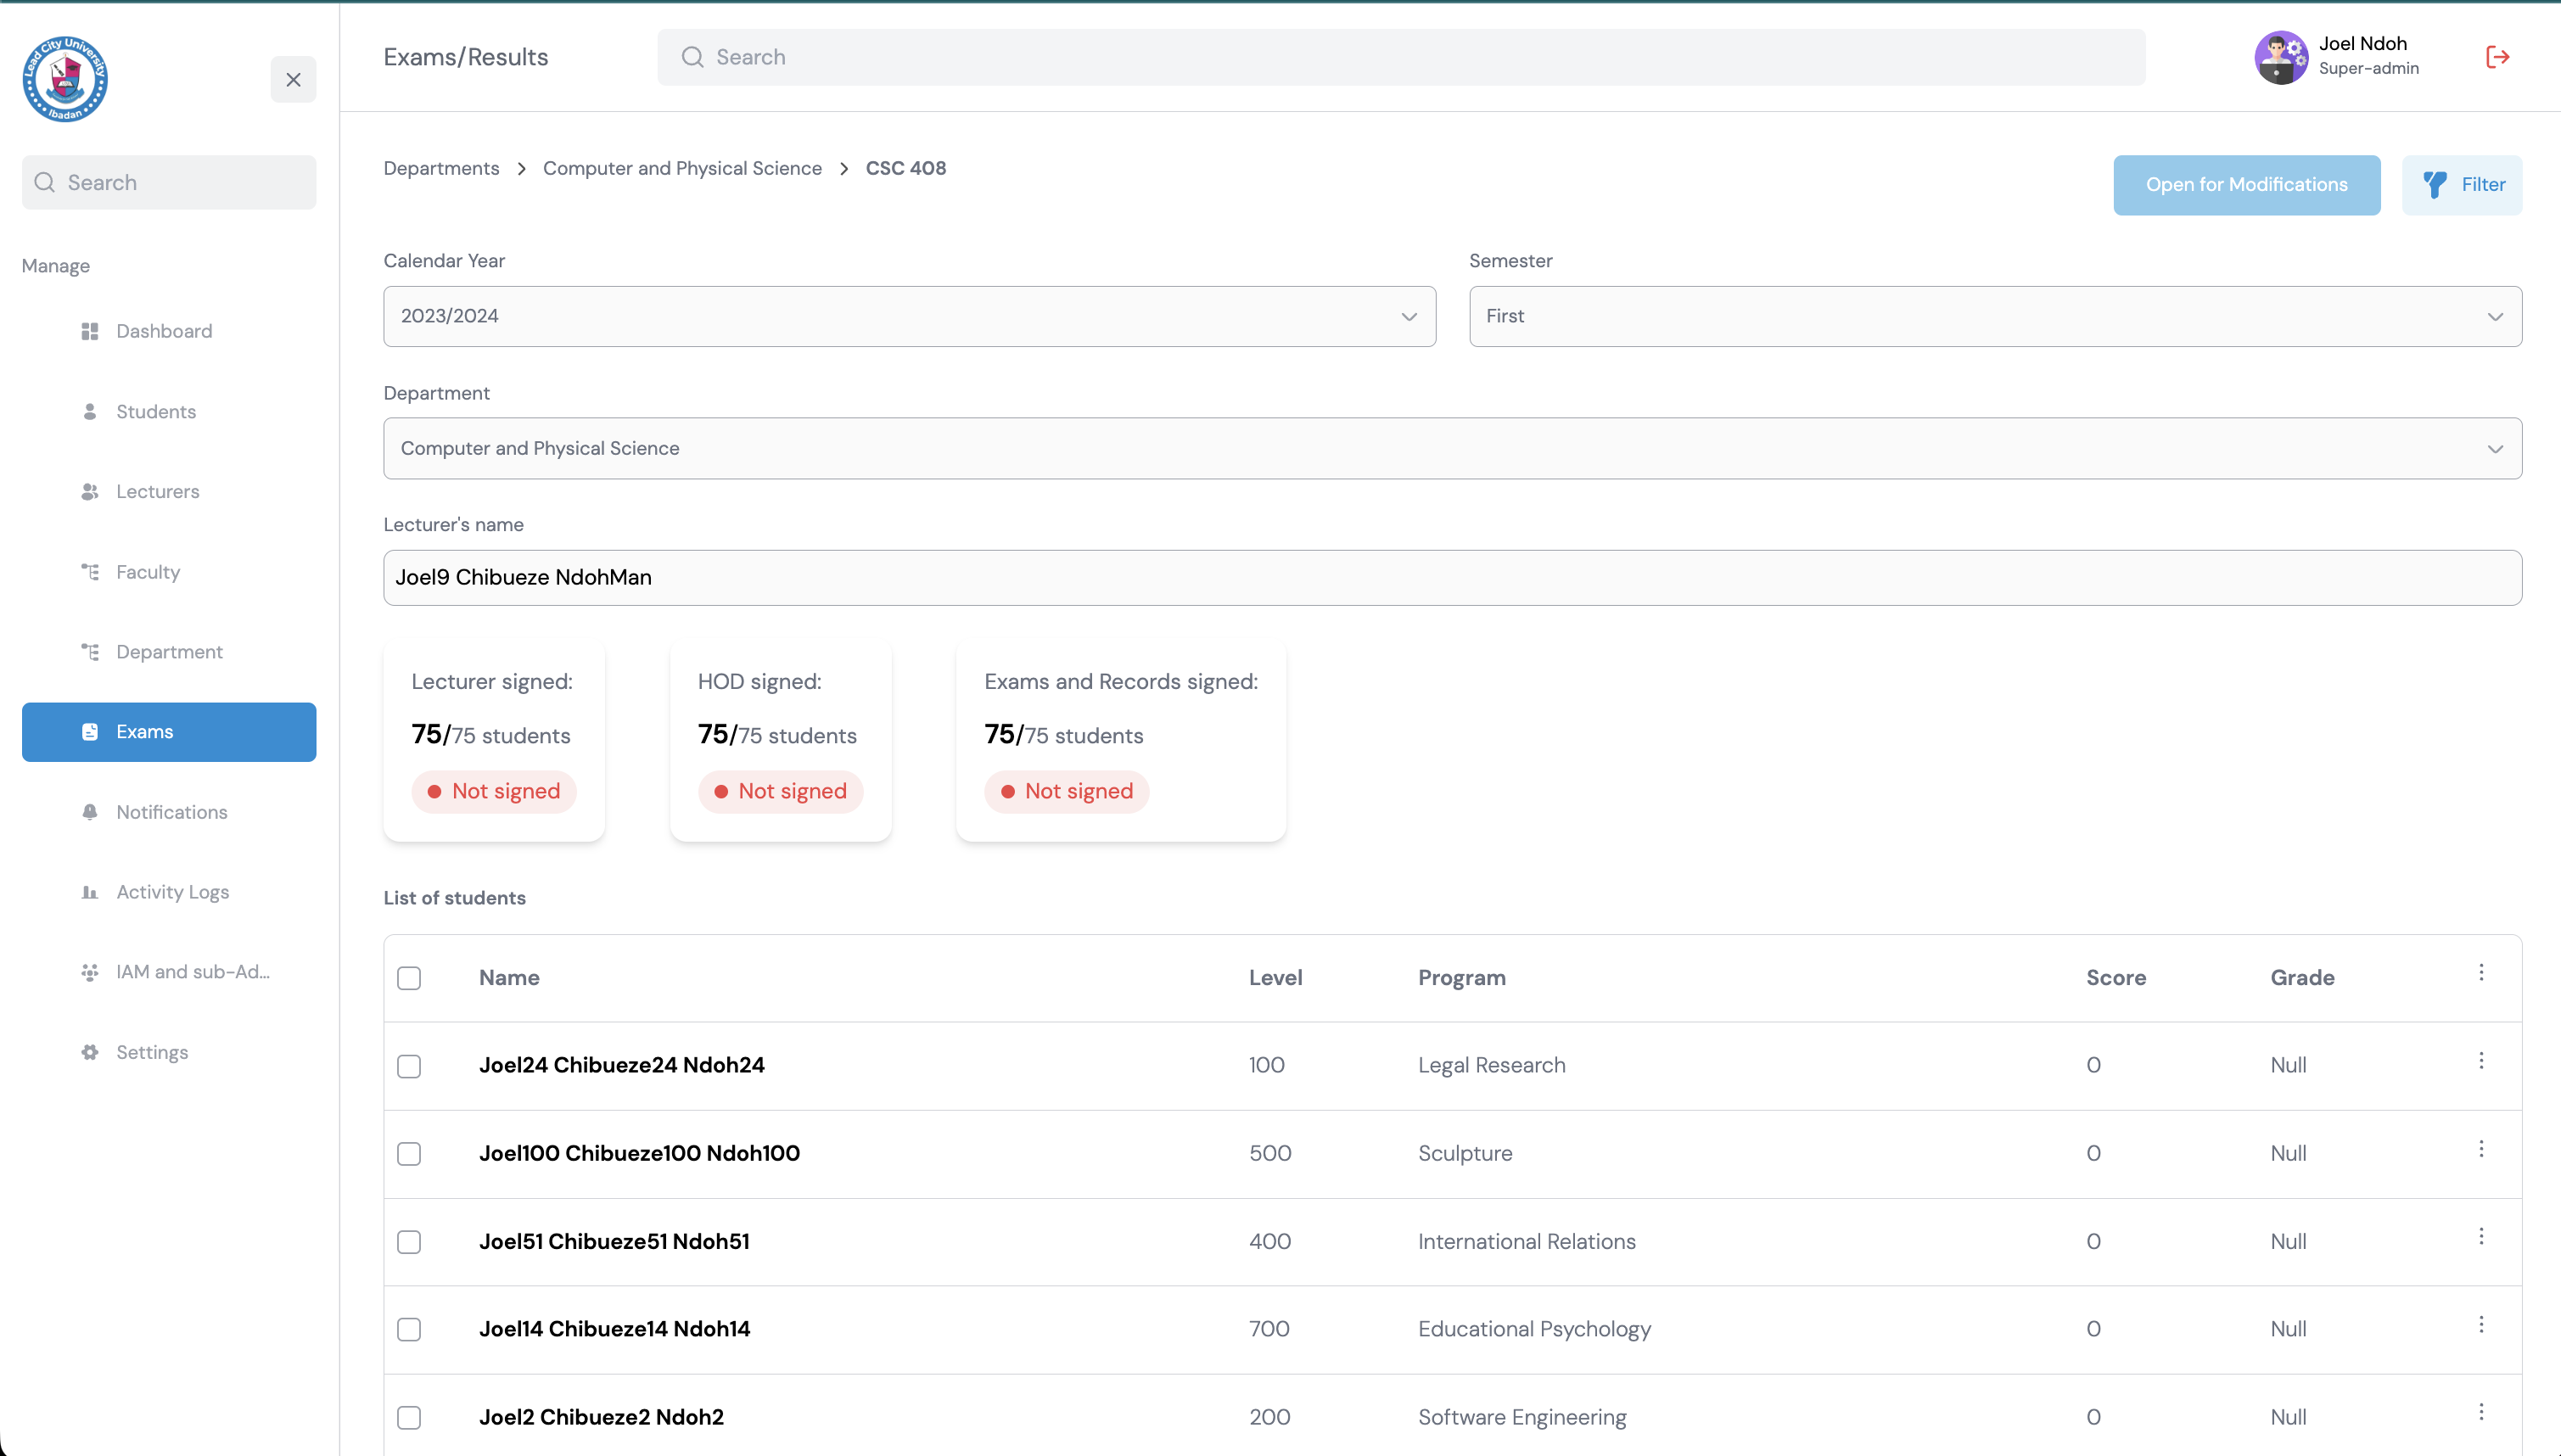 Lead City University
Ibadan
Exams/Results
Search
Joel Ndoh
Super-admin
Search
Manage
Dashboard
Students
Lecturers
Faculty
Department
Exams
Notifications
Activity Logs
IAM and sub-Ad...
Settings
Departments > Computer and Physical Science > CSC 408
Open for Modifications
Filter
Calendar Year
Semester
2023/2024
First
Department
Computer and Physical Science
Lecturer's name
Joel9 Chibueze NdohMan
Lecturer signed:
75/75 students
Not signed
HOD signed:
75/75 students
Not signed
Exams and Records signed:
75/75 students
Not signed
List of students
Name Level Program Score Grade
Joel24 Chibueze24 Ndoh24 100 Legal Research 0 Null
Joel100 Chibueze100 Ndoh100 500 Sculpture 0 Null
Joel51 Chibueze51 Ndoh51 400 International Relations 0 Null
Joel14 Chibueze14 Ndoh14 700 Educational Psychology 0 Null
Joel2 Chibueze2 Ndoh2 200 Software Engineering 0 Null